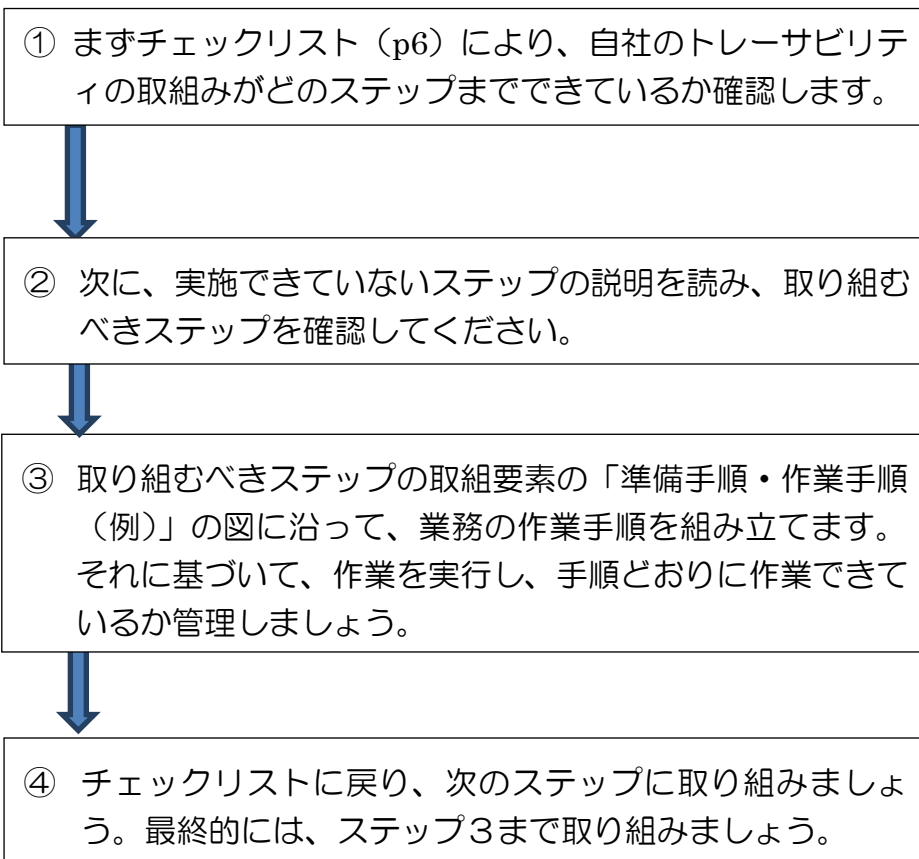 ① まずチェックリスト（p6）により、自社のトレーサビリテ
ィの取組みがどのステップまでできているか確認します。
② 次に、実施できていないステップの説明を読み、取り組む
べきステップを確認してください。
③ 取り組むべきステップの取組要素の「準備手順・作業手順
（例）」の図に沿って、業務の作業手順を組み立てます。
それに基づいて、作業を実行し、手順どおりに作業できて
いるか管理しましょう。
④ チェックリストに戻り、次のステップに取り組みましょ
う。最終的には、ステップ３まで取り組みましょう。